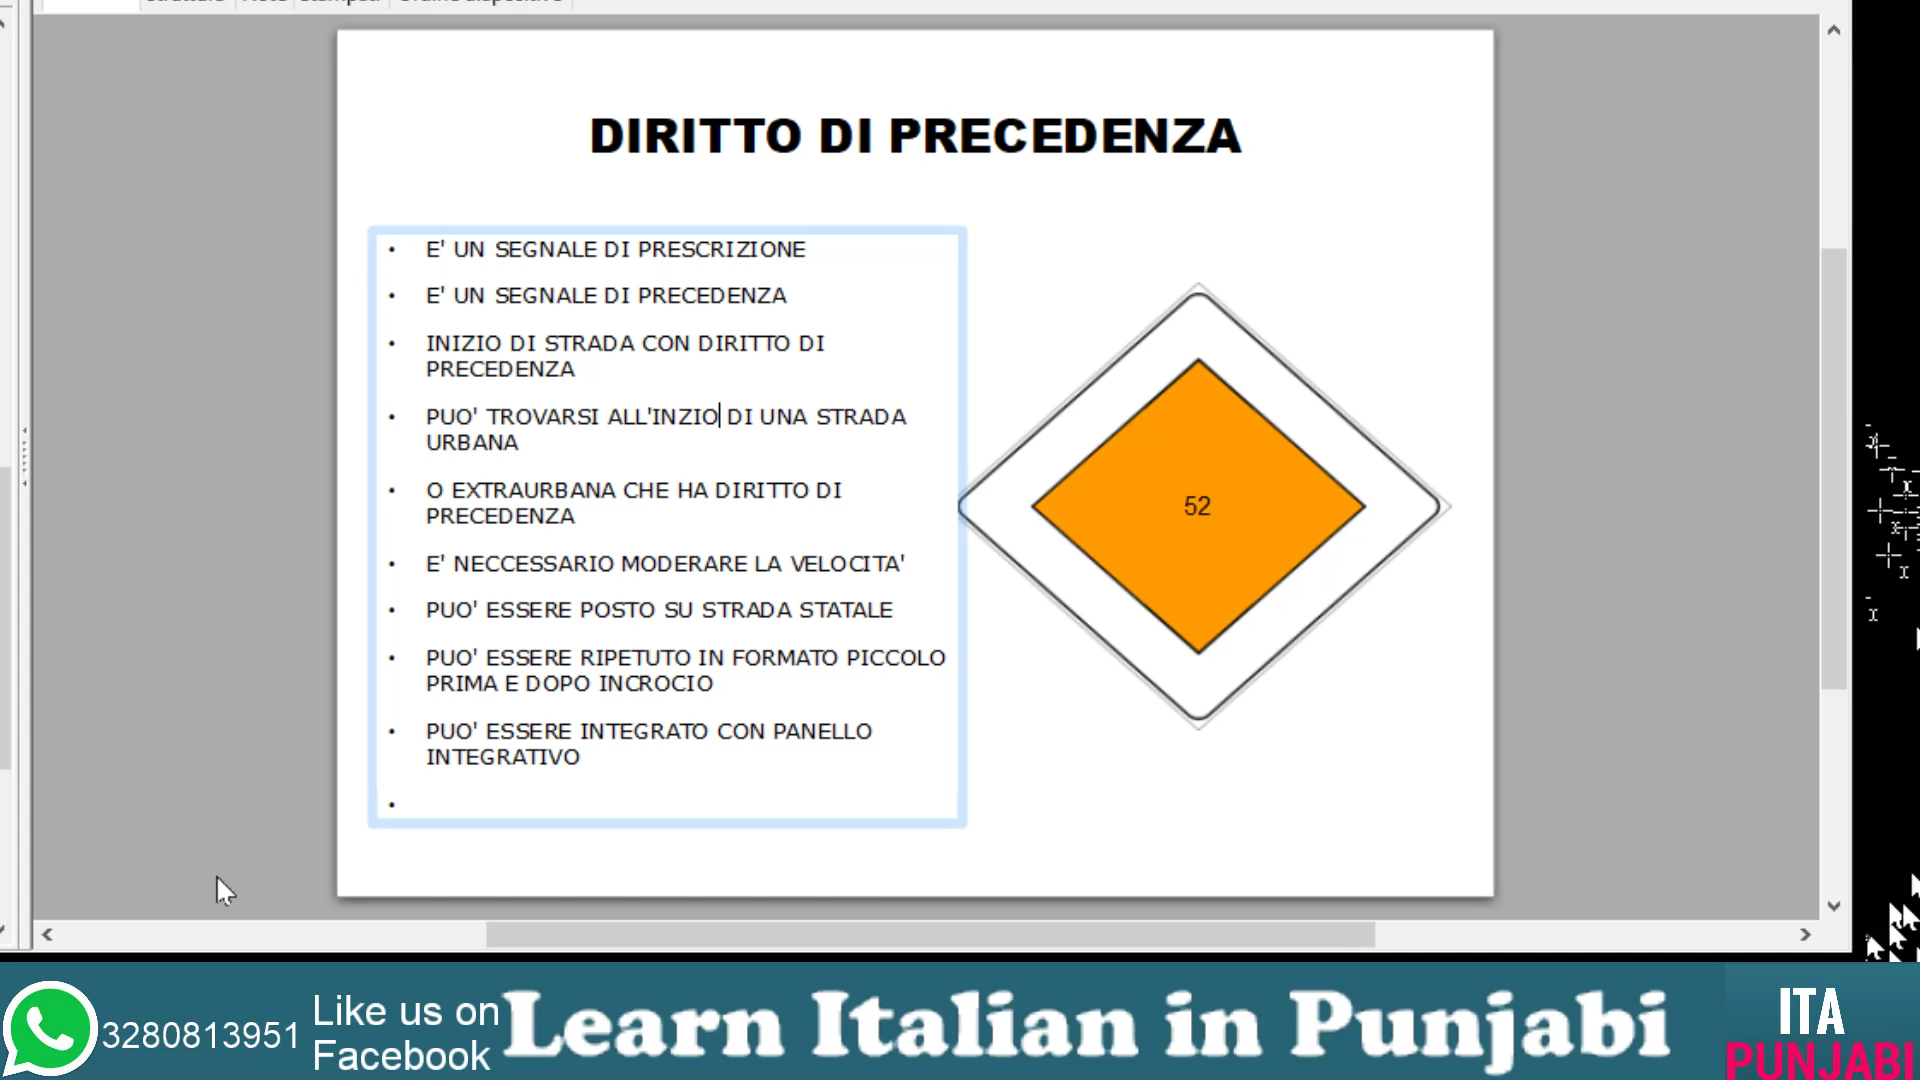 DIRITTO DI PRECEDENZA
• E' UN SEGNALE DI PRESCRIZIONE
• E' UN SEGNALE DI PRECEDENZA
• INIZIO DI STRADA CON DIRITTO DI
PRECEDENZA
• PUO' TROVARSI ALL'INZIO DI UNA STRADA
URBANA
• O EXTRAURBANA CHE HA DIRITTO DI
PRECEDENZA
• E' NECCESSARIO MODERARE LA VELOCITA'
• PUO' ESSERE POSTO SU STRADA STATALE
• PUO' ESSERE RIPETUTO IN FORMATO PICCOLO
PRIMA E DOPO INCROCIO
• PUO' ESSERE INTEGRATO CON PANELLO
INTEGRATIVO
•
52
3280813951
Like us on
Facebook
Learn Italian in Punjabi
ITA
PUNJABI